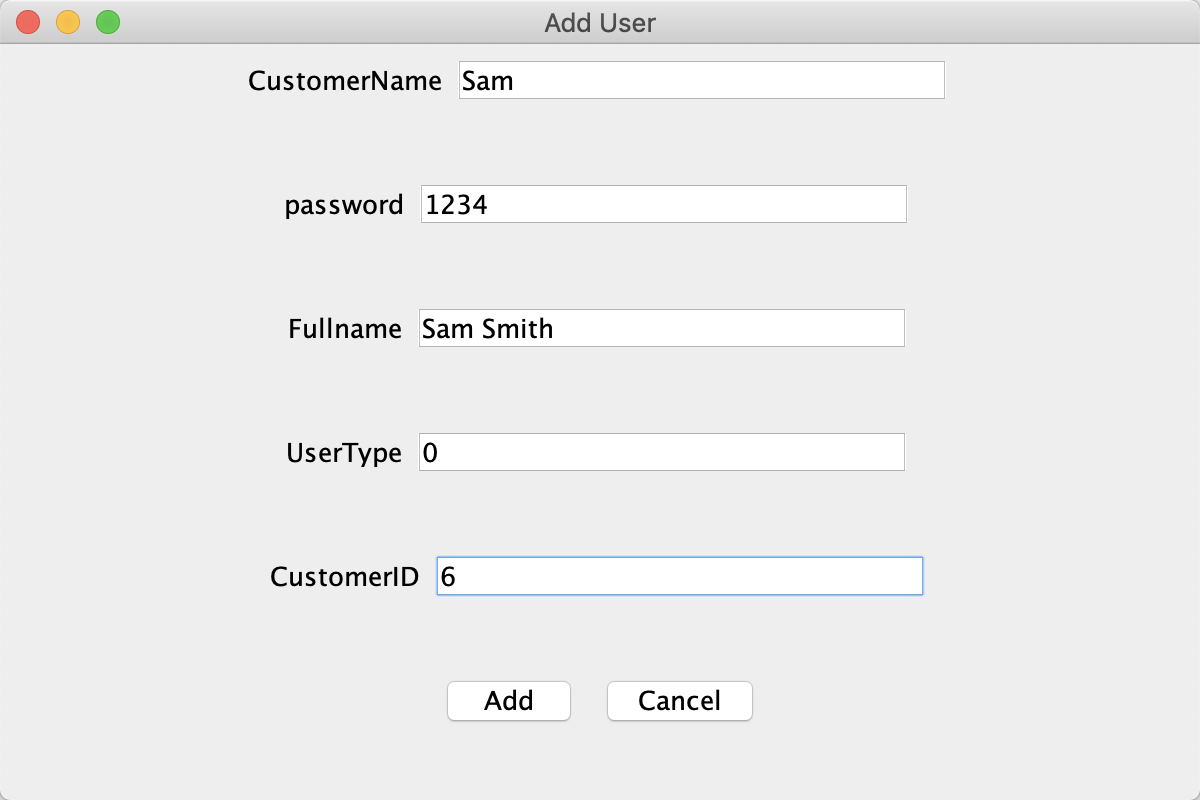 Add User
CustomerName Sam
password 1234
Fullname Sam Smith
UserType 0
CustomerID 6
Add Cancel